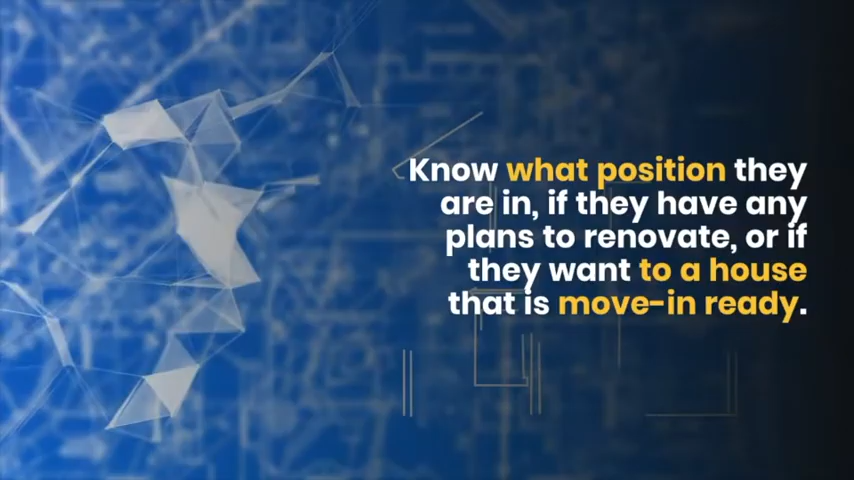 Know what position they
are in, if they have any
plans to renovate, or if
they want to a house
that is move-in ready.